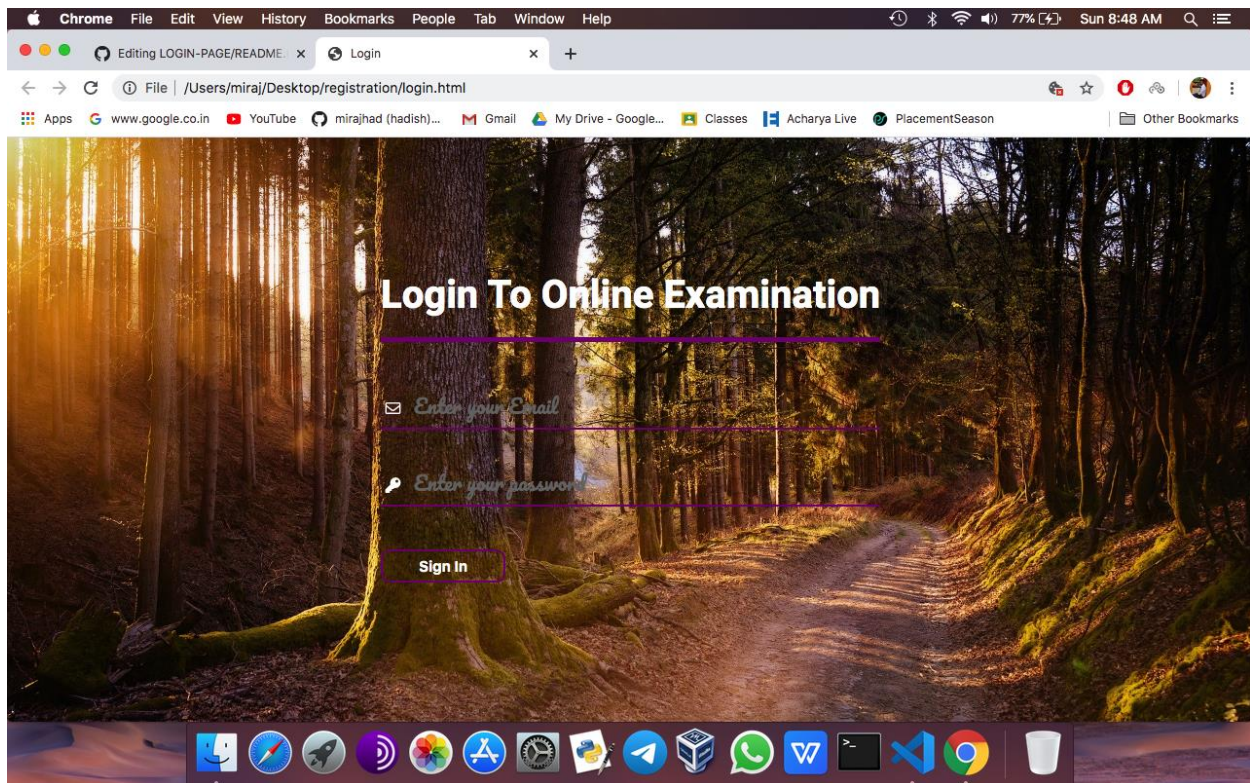 Chrome File Edit View History Bookmarks People Tab Window Help 77% Sun 8:48 AM
Editing LOGIN-PAGE/README. Login
File | /Users/miraj/Desktop/registration/login.html
Apps www.google.co.in YouTube mirajhad (hadish)... Gmail My Drive - Google... Classes Acharya Live PlacementSeason Other Bookmarks
Login To Online Examination
Enter your Email
Enter your password
Sign In